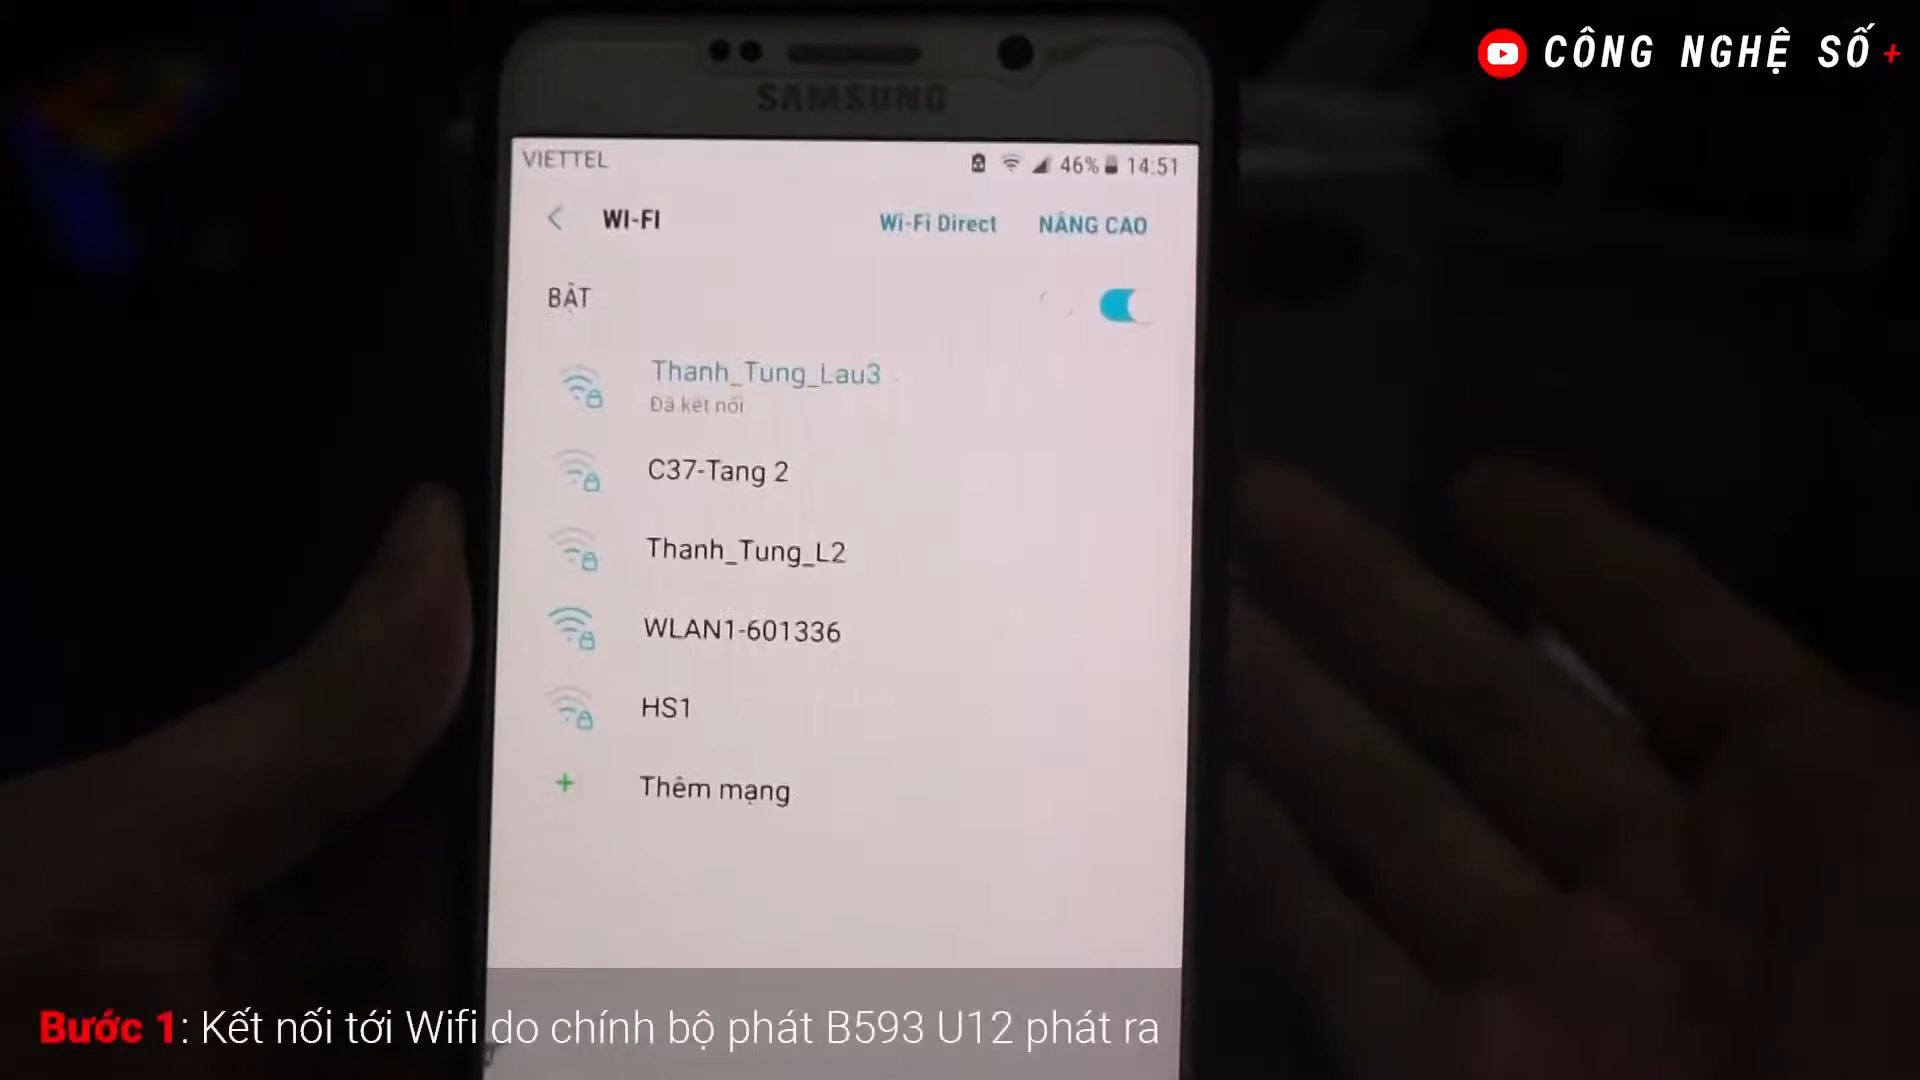 CÔNG NGHỆ SỐ +
SAMSUNG
VIETTEL 46% 14:51
WI-FI Wi-Fi Direct NÂNG CAO
BẬT
Thanh_Tung_Lau3
Đã kết nối
C37-Tang 2
Thanh_Tung_L2
WLAN1-601336
HS1
+ Thêm mạng
Bước 1: Kết nối tới Wifi do chính bộ phát B593 U12 phát ra